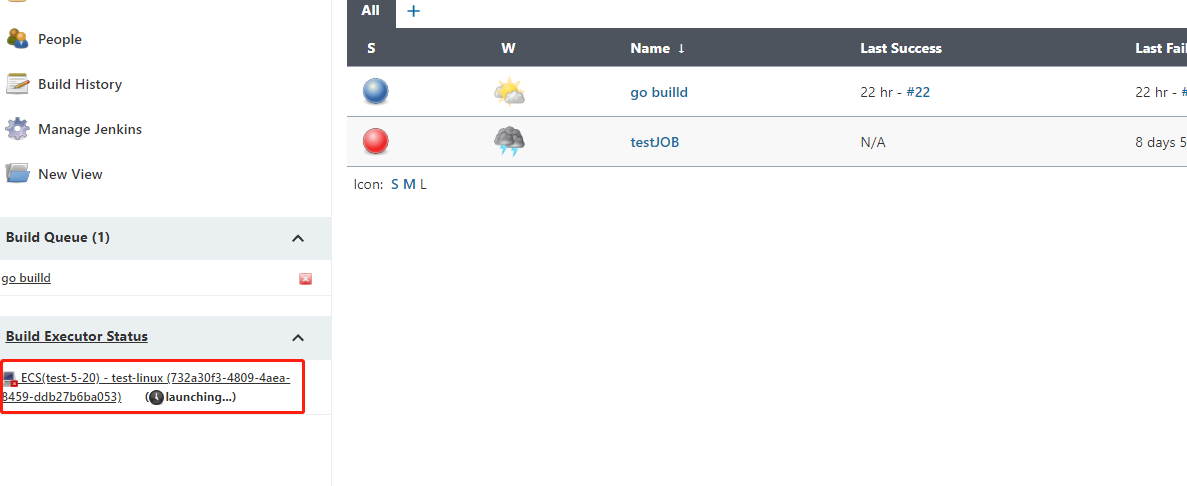 All +
People
S W Name ↓ Last Success Last Fai
Build History
go builld 22 hr - #22 22 hr - #
Manage Jenkins
testJOB N/A 8 days 5
New View
Icon: S M L
Build Queue (1)
go builld
Build Executor Status
ECS(test-5-20) - test-linux (732a30f3-4809-4aea-
8459-ddb27b6ba053) (launching...)